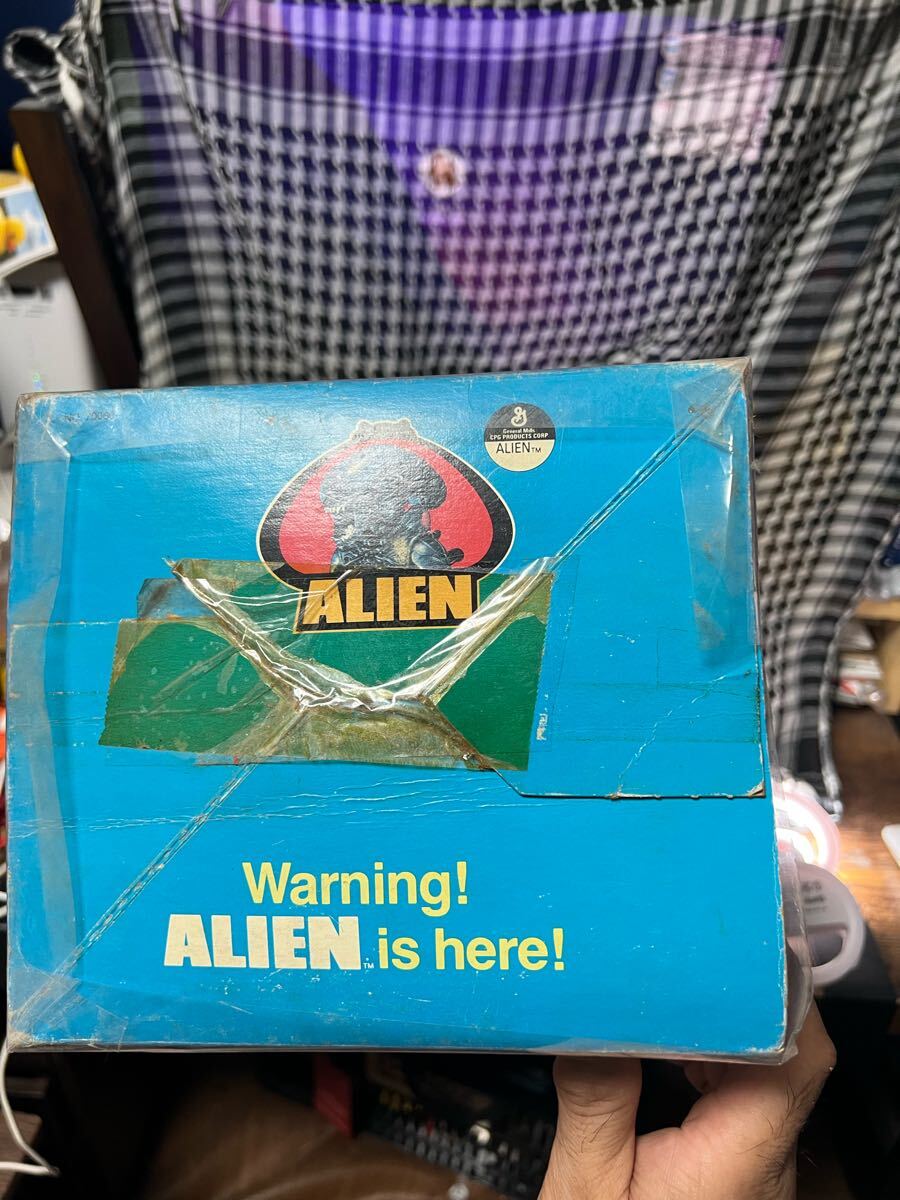 General Mills
CPG PRODUCTS CORP
ALIEN™
ALIEN
Warning!
ALIEN™ is here!